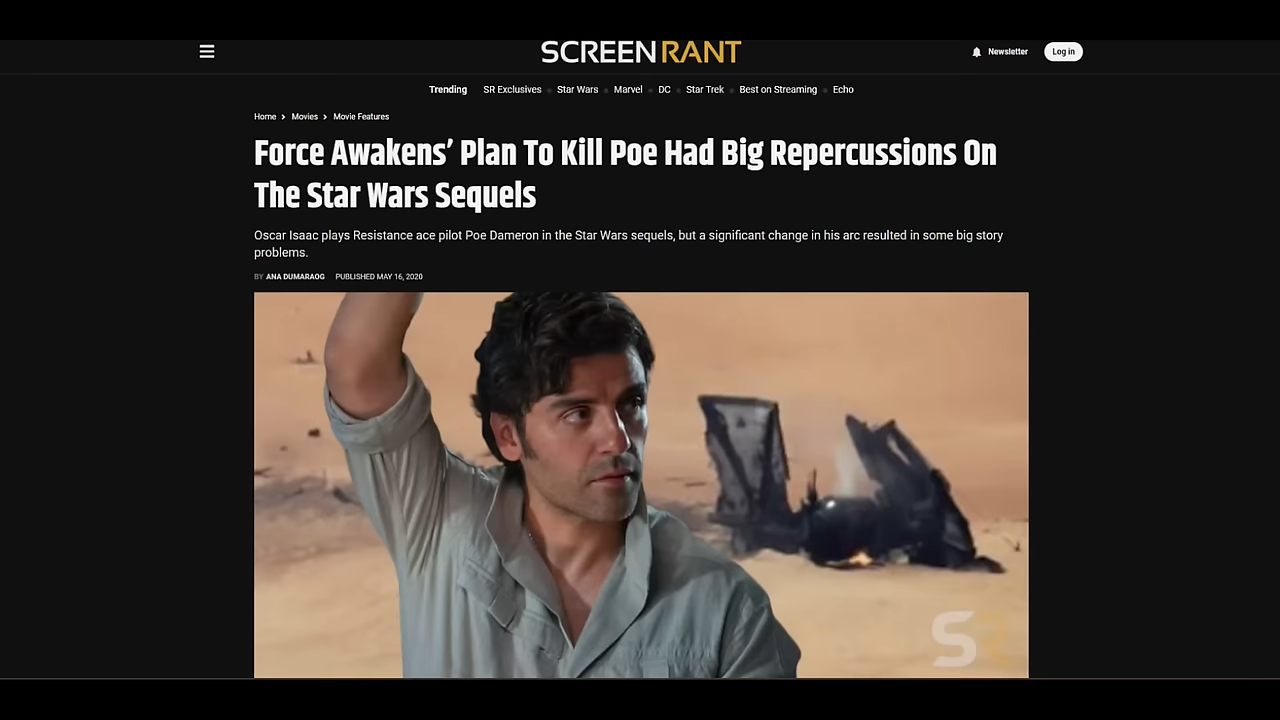 SCREENRANT
Newsletter
Log in
Trending SR Exclusives Star Wars Marvel DC Star Trek Best on Streaming Echo
Home > Movies > Movie Features
Force Awakens’ Plan To Kill Poe Had Big Repercussions On
The Star Wars Sequels
Oscar Isaac plays Resistance ace pilot Poe Dameron in the Star Wars sequels, but a significant change in his arc resulted in some big story
problems.
BY ANA DUMARAOG PUBLISHED MAY 16, 2020
SR